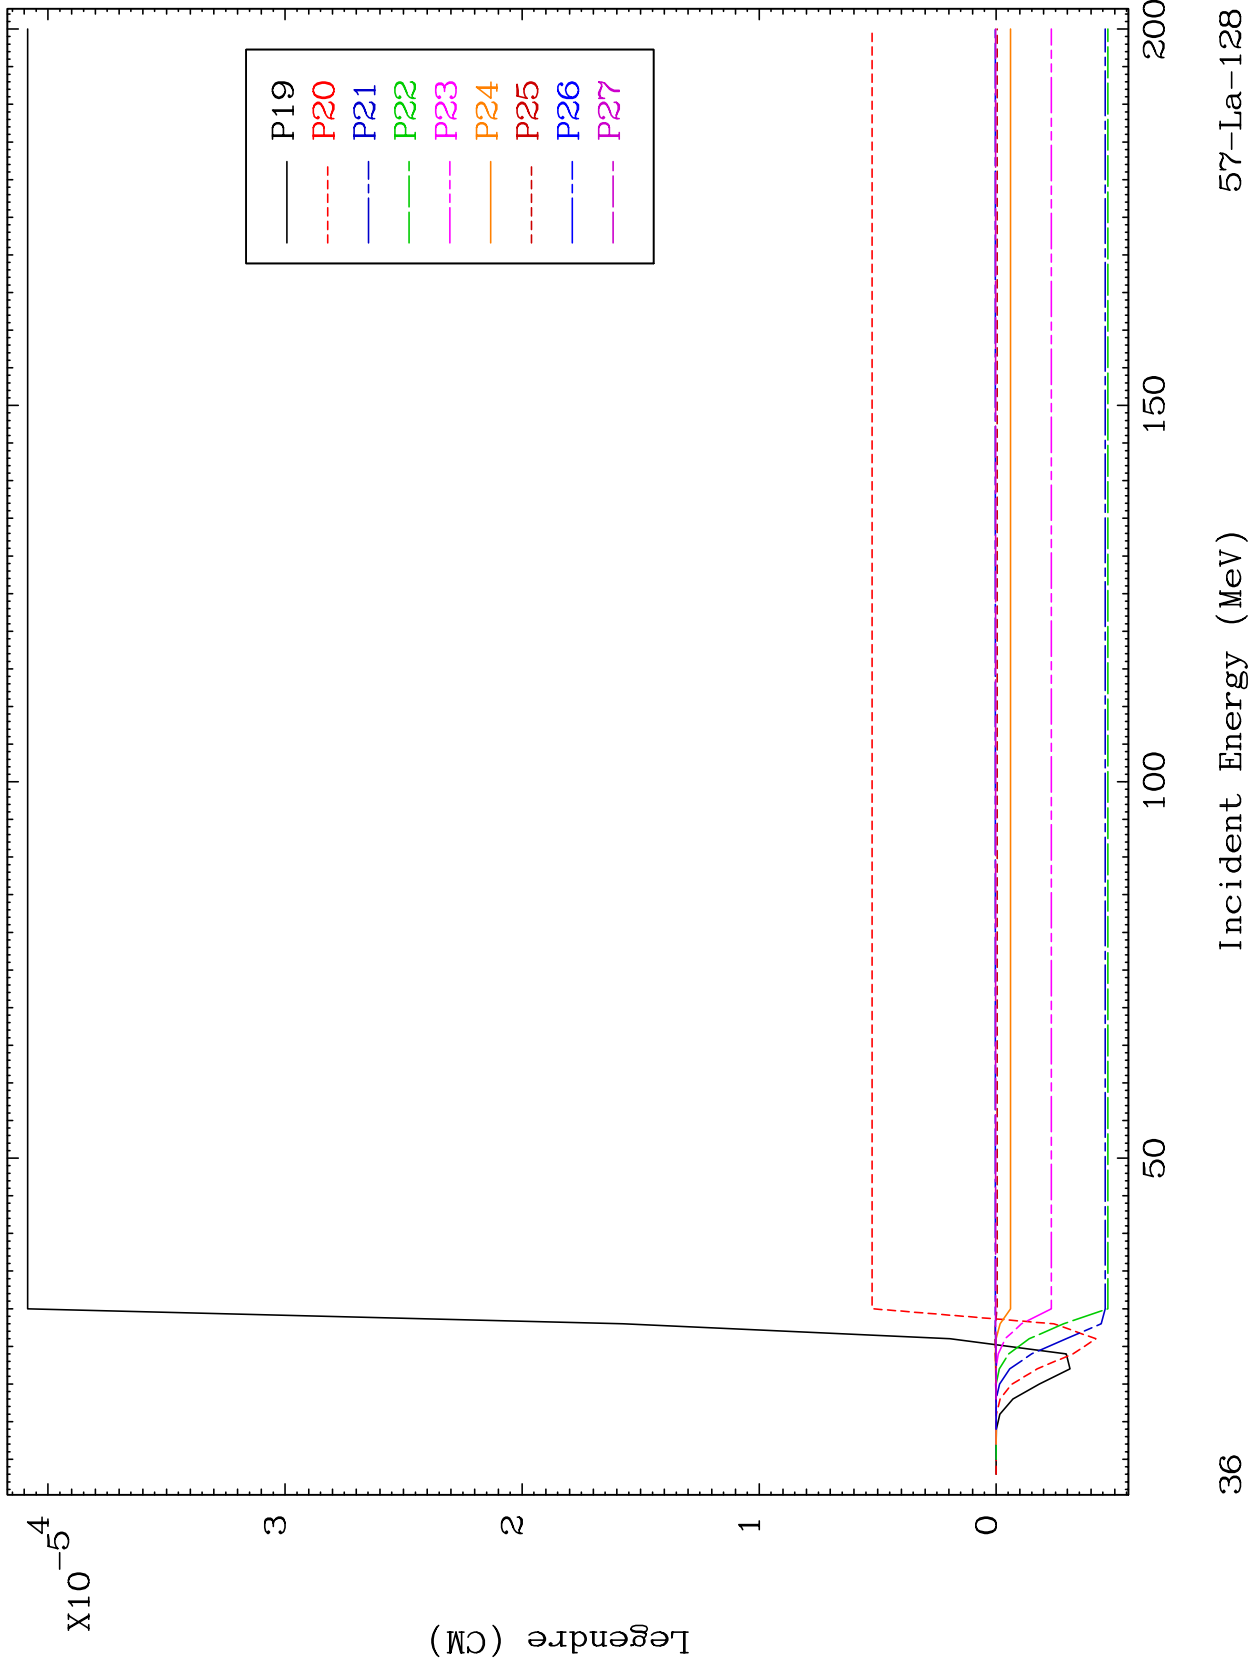 X10⁻⁵
4
3
2
1
0
Legendre (CM)
P19
P20
P21
P22
P23
P24
P25
P26
P27
50
100
150
200
36
Incident Energy (MeV)
57-La-128